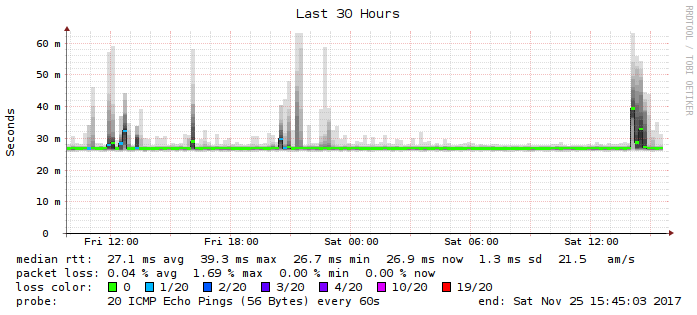 Last 30 Hours
RRDTOOL / TOBI OETIKER
Seconds
60 m
50 m
40 m
30 m
20 m
10 m
0
Fri 12:00 Fri 18:00 Sat 00:00 Sat 06:00 Sat 12:00
median rtt: 27.1 ms avg 39.3 ms max 26.7 ms min 26.9 ms now 1.3 ms sd 21.5 am/s
packet loss: 0.04 % avg 1.69 % max 0.00 % min 0.00 % now
loss color: 0 1/20 2/20 3/20 4/20 10/20 19/20
probe: 20 ICMP Echo Pings (56 Bytes) every 60s end: Sat Nov 25 15:45:03 2017